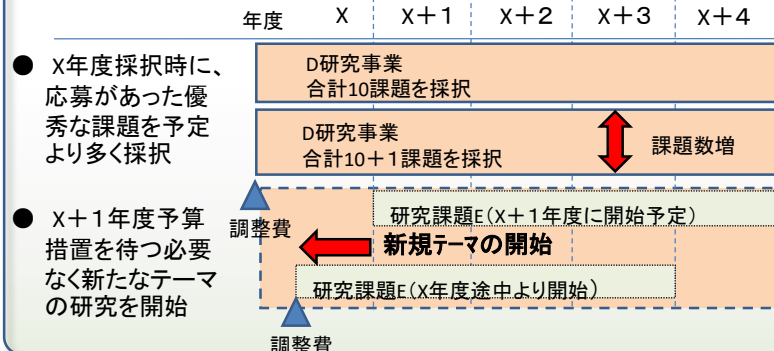 年度 X X+1 X+2 X+3 X+4
● X年度採択時に、
応募があった優
秀な課題を予定
より多く採択
D研究事業
合計10課題を採択
D研究事業
合計10+1課題を採択
課題数増
● X+1年度予算
措置を待つ必要
なく新たなテーマ
の研究を開始
調整費
研究課題E(X+1年度に開始予定)
新規テーマの開始
研究課題E(X年度途中より開始)
調整費